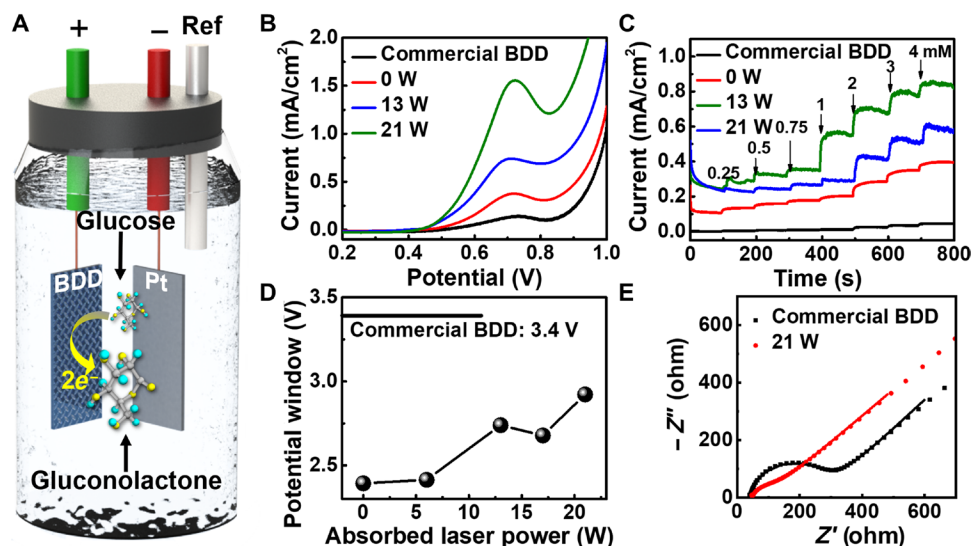 A
+
−
Ref
Glucose
BDD
Pt
2e⁻
Gluconolactone
B
Current (mA/cm²)
2.0
1.5
1.0
0.5
0.0
Commercial BDD
0 W
13 W
21 W
0.2 0.4 0.6 0.8 1.0
Potential (V)
C
Current (mA/cm²)
1.2
1.0
0.8
0.6
0.4
0.2
0.0
Commercial BDD
0 W
13 W
21 W
0.25
0.5
0.75
1
2
3
4 mM
0 200 400 600 800
Time (s)
D
Potential window (V)
3.5
3.0
2.5
Commercial BDD: 3.4 V
0 5 10 15 20
Absorbed laser power (W)
E
− Z″ (ohm)
600
400
200
0
Commercial BDD
21 W
0 200 400 600
Z′ (ohm)